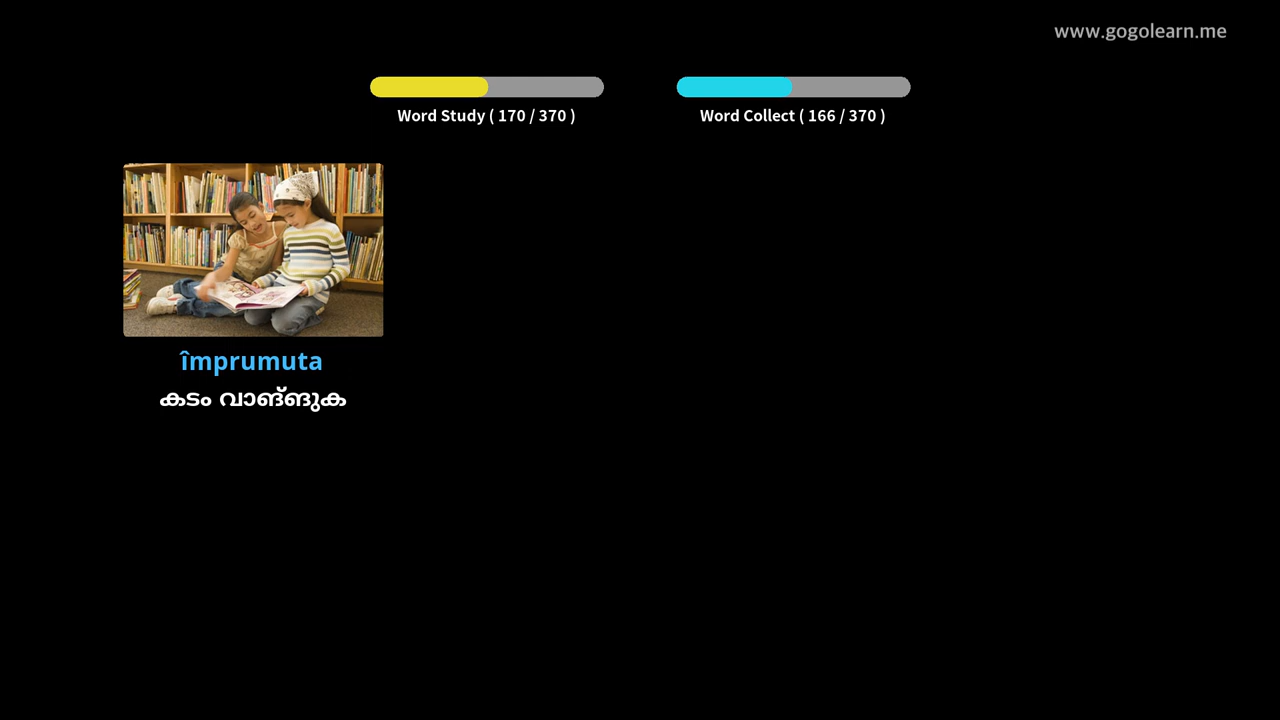 www.gogolearn.me
Word Study ( 170 / 370 )
Word Collect ( 166 / 370 )
împrumuta
കടം വാങ്ങുക